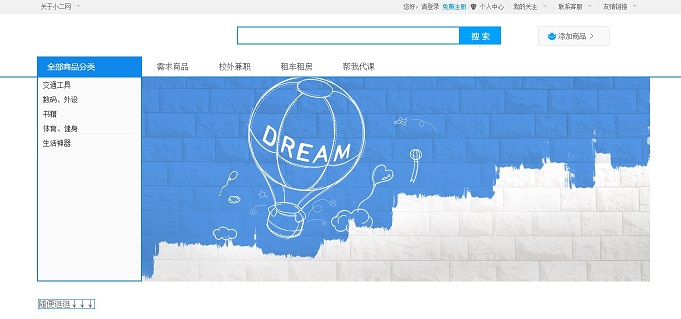 关于小二网
您好，请登录 免费注册 个人中心 我的关注 联系客服 友情链接
搜 索
添加商品 >
全部商品分类 需求商品 校外兼职 租车租房 帮我代课
交通工具
数码、外设
书籍
体育、健身
生活神器
DREAM
随便逛逛↓↓↓